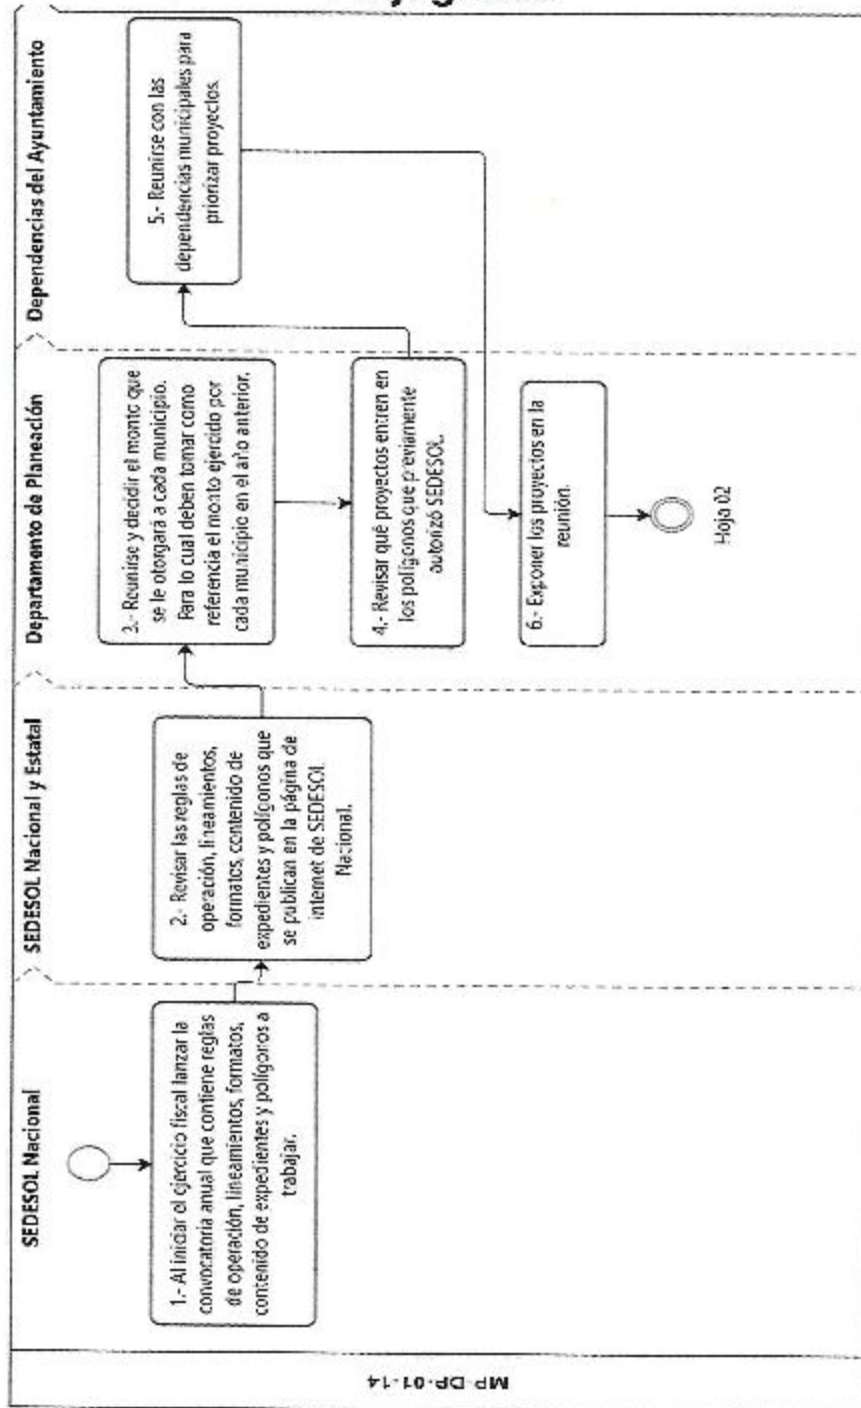 SEDESOL Nacional
1.- Al iniciar el ejercicio fiscal lanzar la
convocatoria anual que contiene reglas
de operación, lineamientos, formatos,
contenido de expedientes y polígonos a
trabajar.
SEDESOL Nacional y Estatal
2.- Revisar las reglas de
operación, lineamientos,
formatos, contenido de
expedientes y polígonos que
se publican en la página de
internet de SEDESOL
Nacional.
Departamento de Planeación
3.- Reunirse y decidir el monto que
se le otorgará a cada municipio.
Para lo cual deben tomar como
referencia el monto ejercido por
cada municipio en el año anterior.
4.- Revisar qué proyectos entren en
los polígonos que previamente
autorizó SEDESOL.
6.- Exponer los proyectos en la
reunión.
Hoja 02
Dependencias del Ayuntamiento
5.- Reunirse con las
dependencias municipales para
priorizar proyectos.
MP-DP-01-14